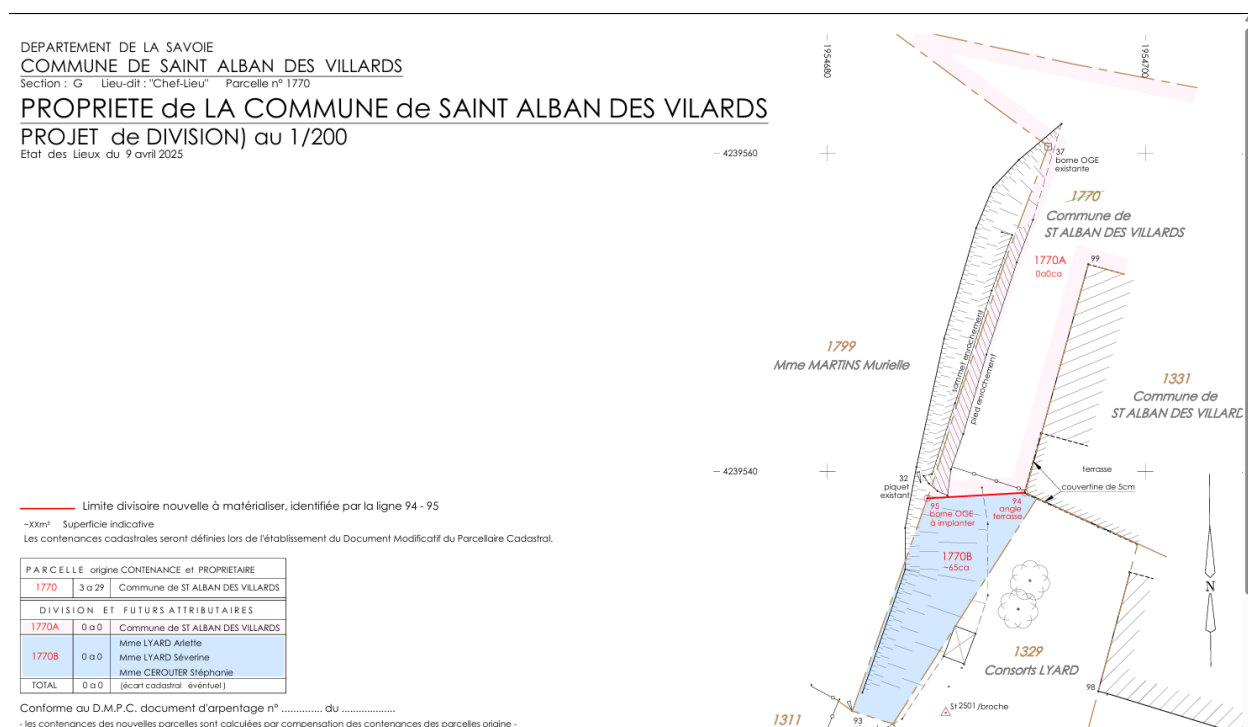 DEPARTEMENT DE LA SAVOIE
COMMUNE DE SAINT ALBAN DES VILLARDS
Section : G Lieu-dit : "Chef-Lieu" Parcelle n° 1770
PROPRIETE de LA COMMUNE de SAINT ALBAN DES VILARDS
PROJET de DIVISION) au 1/200
Etat des Lieux du 9 avril 2025
1954680
1954700
4239560
37
borne OGE
existante
1770
Commune de
ST ALBAN DES VILLARDS
1770A
0a0ca
99
sommet enrochement
pied enrochement
1799
Mme MARTINS Murielle
1331
Commune de
ST ALBAN DES VILLARD
4239540
32
piquet
existant
terrasse
couvertine de 5cm
95
borne OGE
à implanter
94
angle
terrasse
1770B
~65ca
N
1329
Consorts LYARD
98
St 2501/broche
1311
93
Limite divisoire nouvelle à matérialiser, identifiée par la ligne 94 - 95
~XXm² Superficie indicative
Les contenances cadastrales seront définies lors de l'établissement du Document Modificatif du Parcellaire Cadastral.
PARCELLE origine CONTENANCE et PROPRIETAIRE
1770 3 a 29 Commune de ST ALBAN DES VILLARDS
DIVISION ET FUTURS ATTRIBUTAIRES
1770A 0 a 0 Commune de ST ALBAN DES VILLARDS
1770B 0 a 0 Mme LYARD Arlette
Mme LYARD Séverine
Mme CEROUTER Stéphanie
TOTAL 0 a 0 (écart cadastral événtuel)
Conforme au D.M.P.C. document d'arpentage n° .............. du ..................
- les contenances des nouvelles parcelles sont calculées par compensation des contenances des parcelles origine -